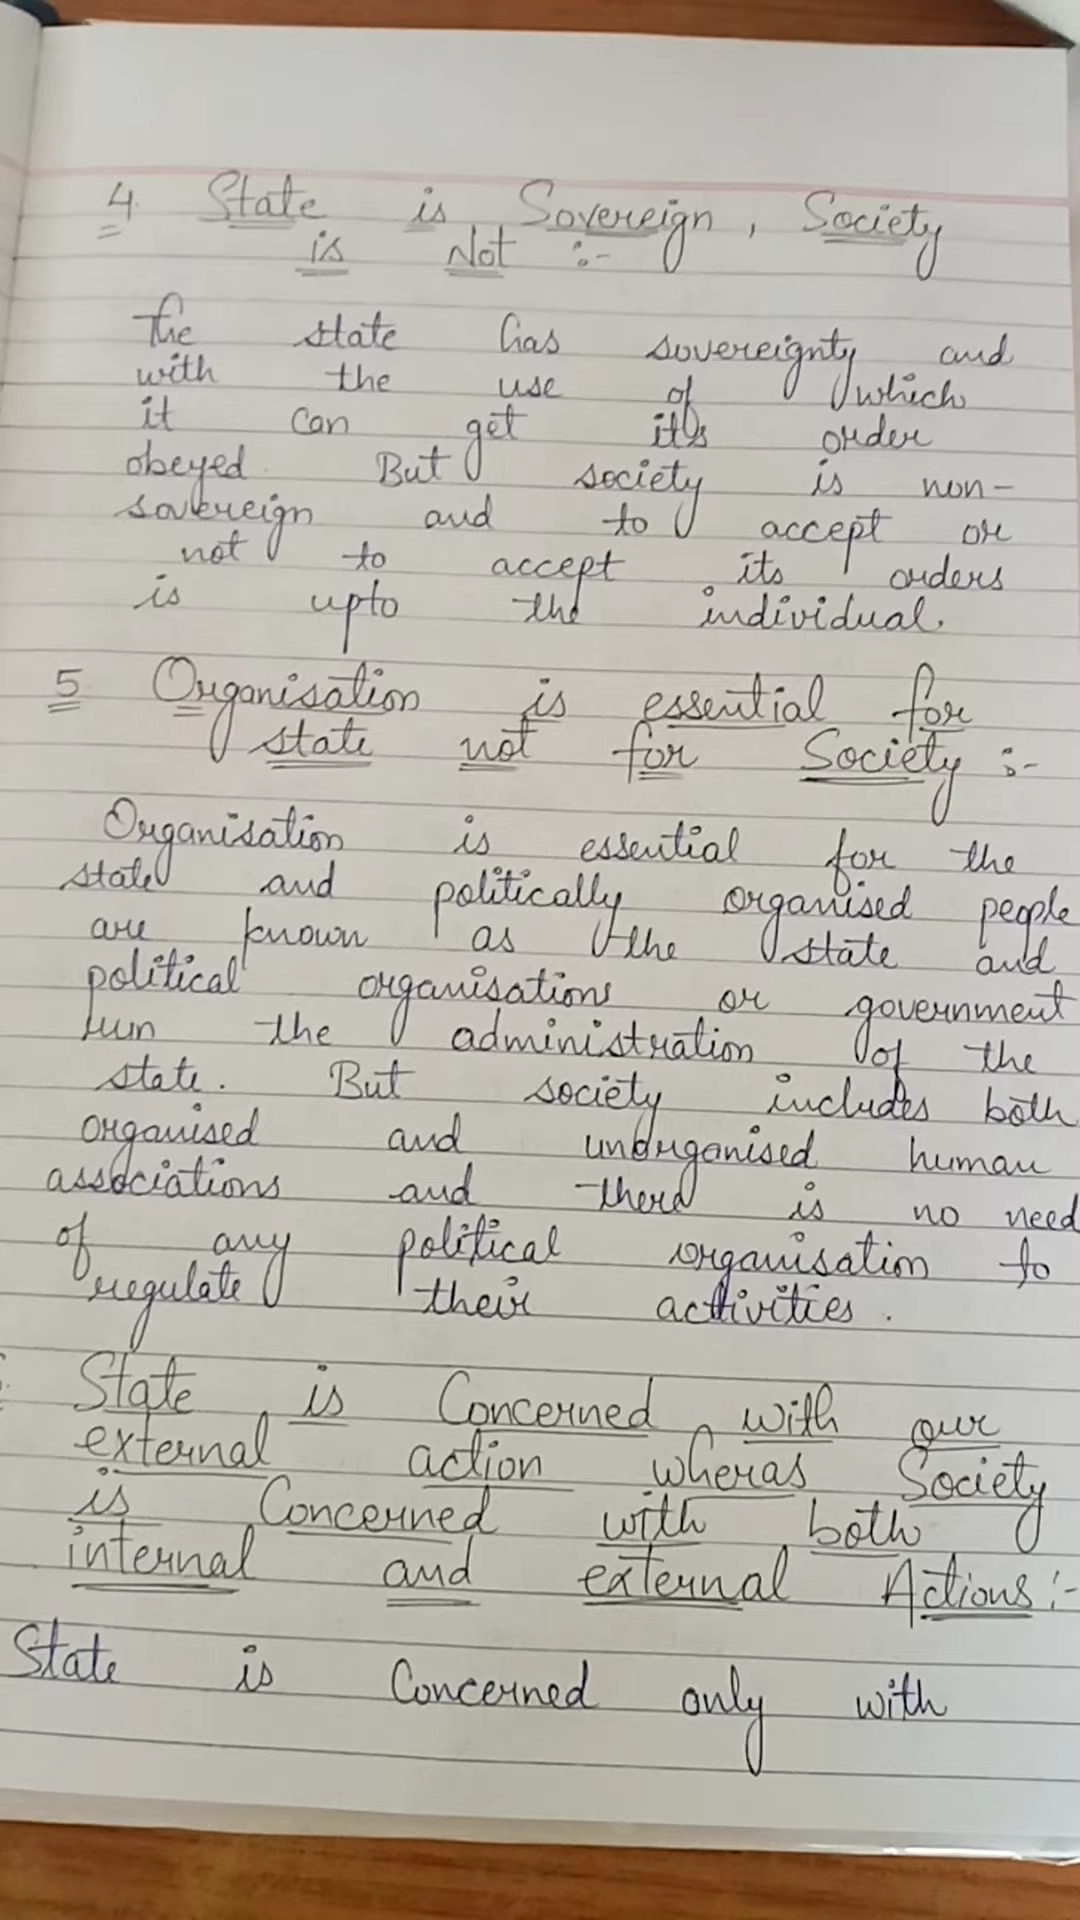 4. State is Sovereign, Society
is Not :-
The state has sovereignty and
with the use of which
it can get it's order
obeyed. But society is non-
sovereign and to accept or
not to accept its orders
is upto the individual.
5 Organisation is essential for
state not for Society :-
Organisation is essential for the
state and politically organised people
are known as the state and
political organisations or government
run the administration of the
state. But society includes both
organised and unorganised human
associations and there is no need
of any political organisation to
regulate their activities.
State is Concerned with our
external action wheras Society
is Concerned with both
internal and external Actions :-
State is Concerned only with